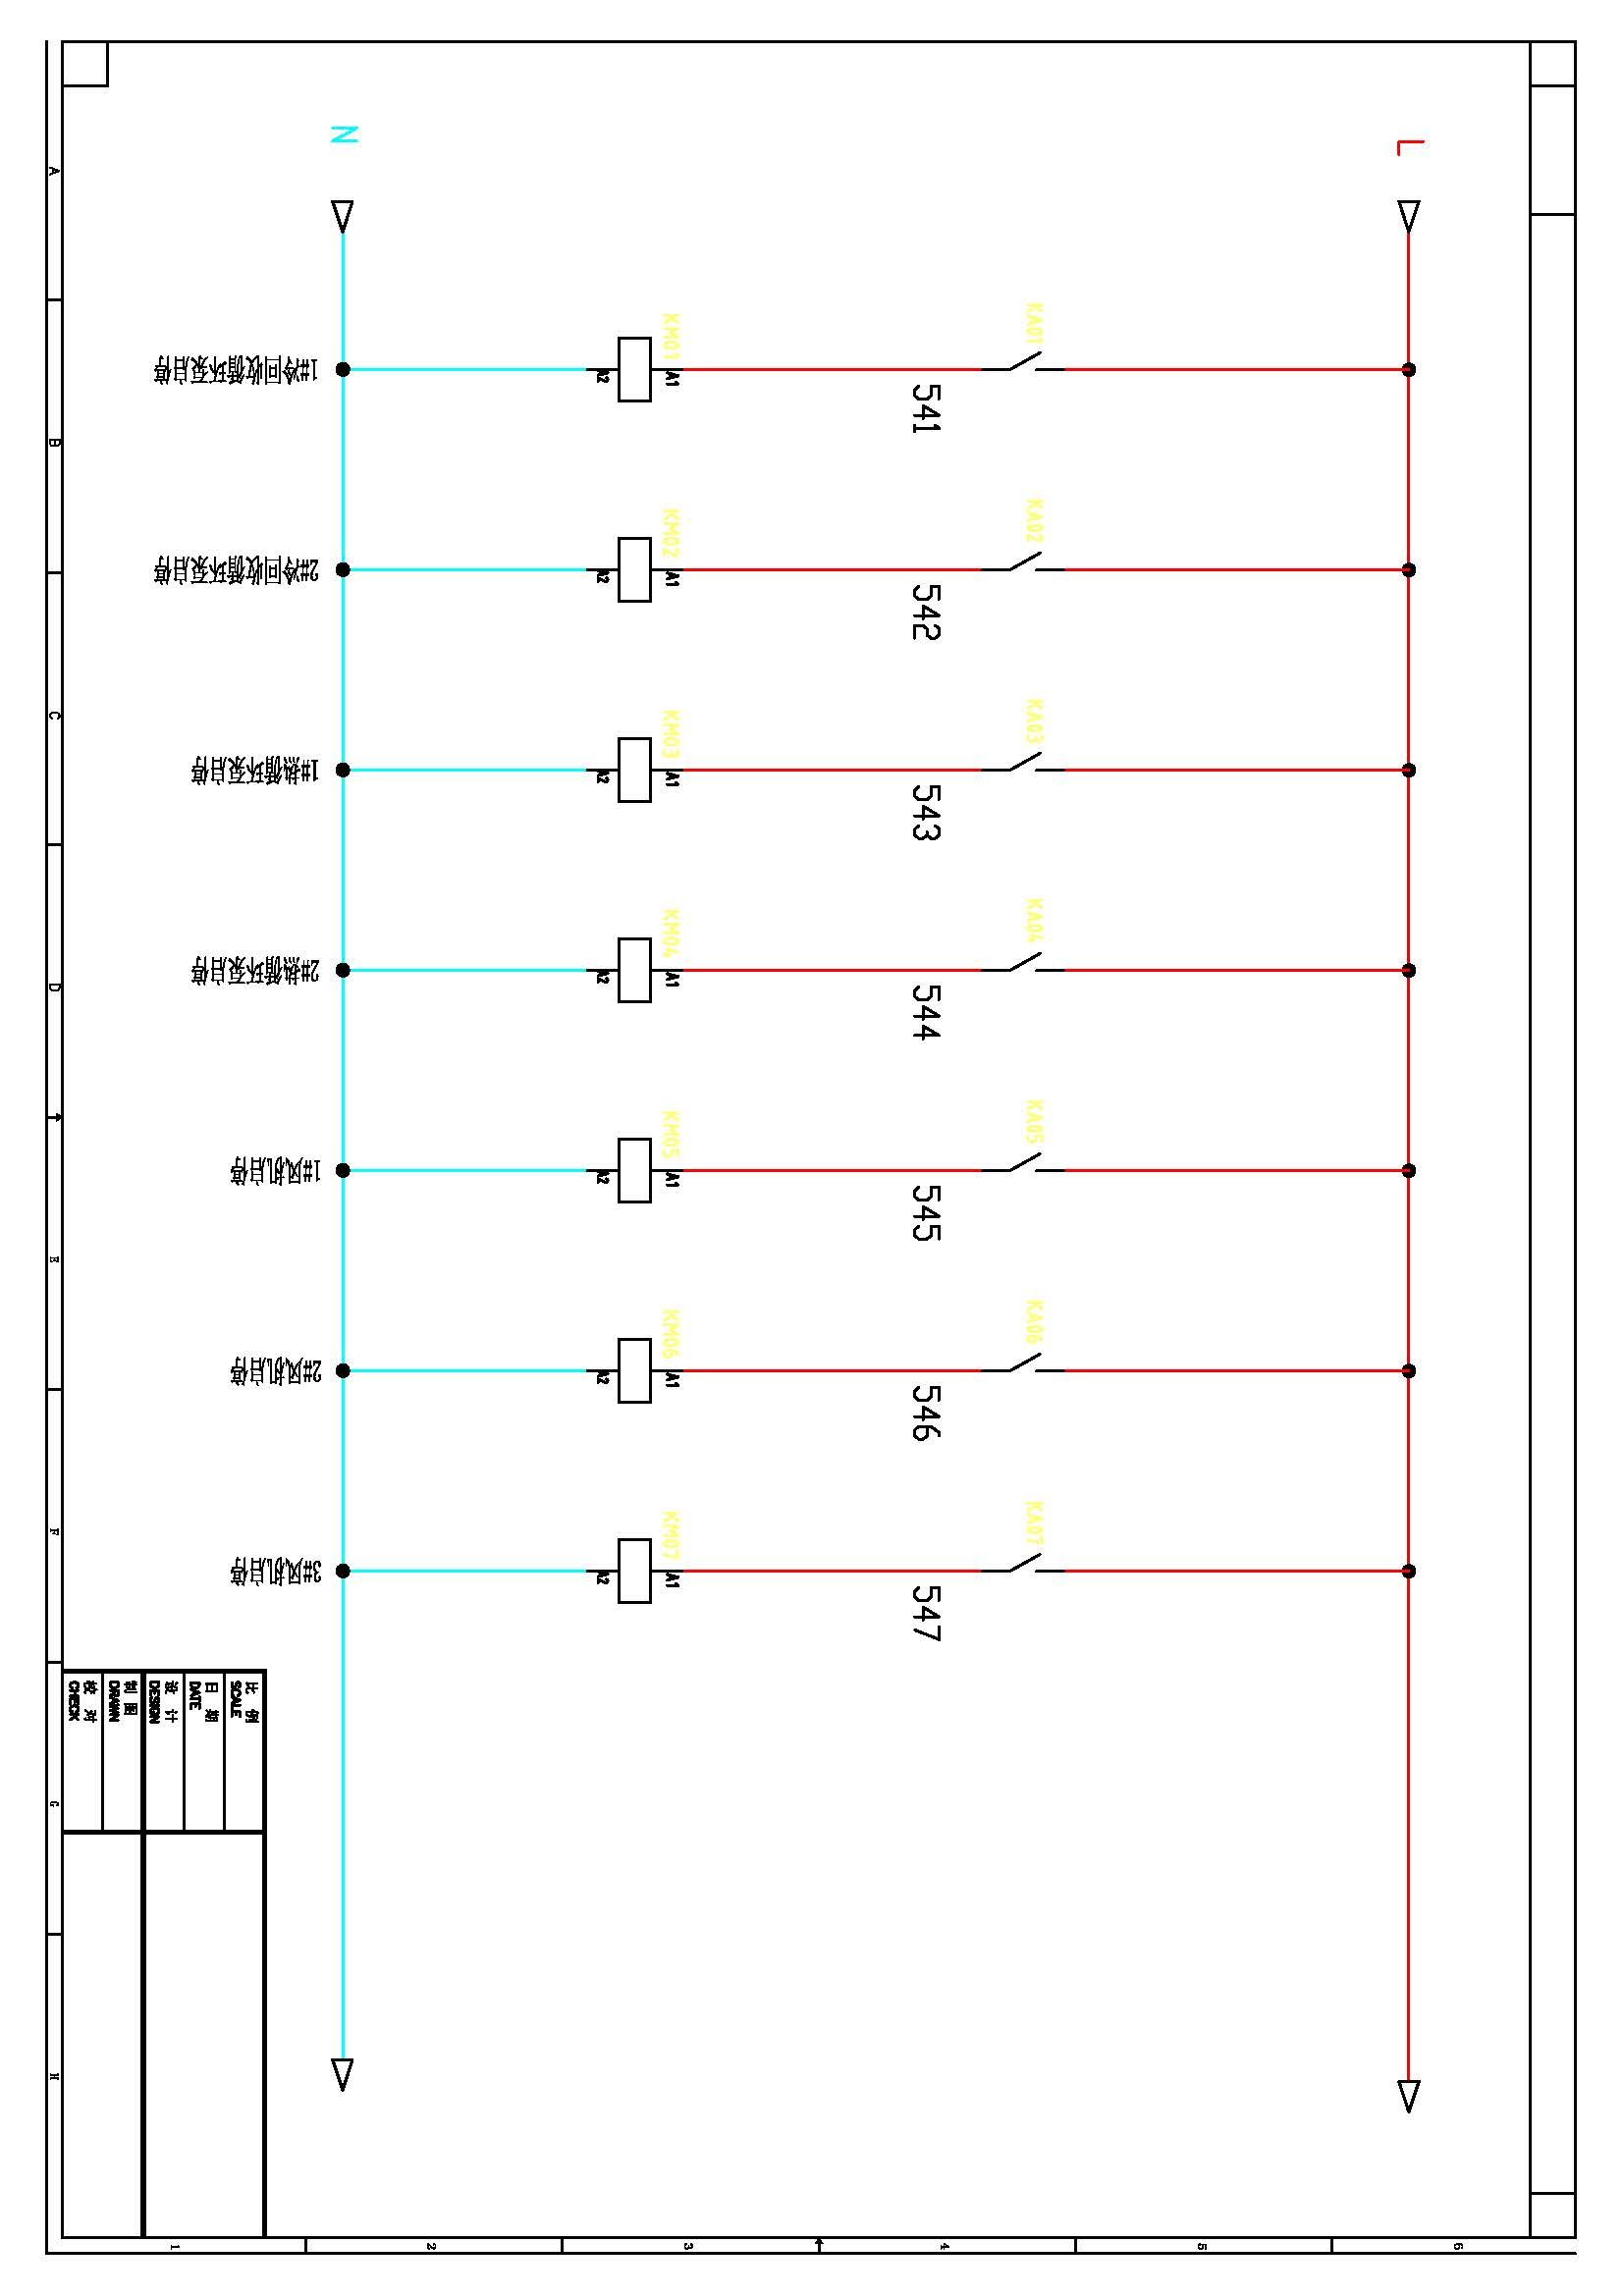 L
KA01
KA02
KA03
KA04
KA05
KA06
KA07
541
542
543
544
545
546
547
KM01
KM02
KM03
KM04
KM05
KM06
KM07
A1
A1
A1
A1
A1
A1
A1
A2
A2
A2
A2
A2
A2
A2
N
1#冷回收循环泵启停
2#冷回收循环泵启停
1#热循环泵启停
2#热循环泵启停
1#风机启停
2#风机启停
3#风机启停
比 例
SCALE
日 期
DATE
设 计
DESIGN
制 图
DRAWN
校 对
CHECK
A
B
C
D
E
F
G
H
1
2
3
4
5
6